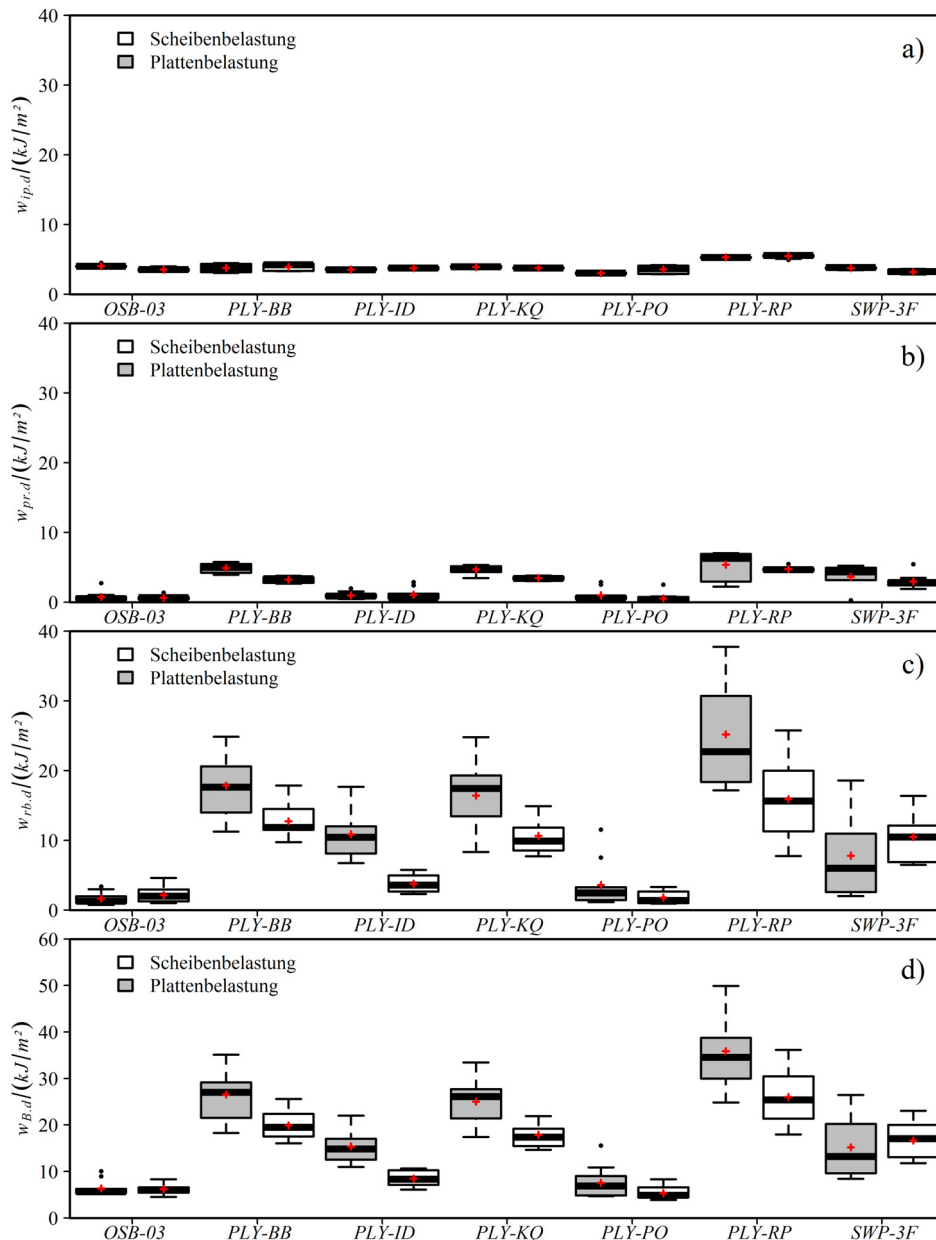 40
30
20
10
0
w_ip.d/(kJ/m²)
Scheibenbelastung
Plattenbelastung
a)
OSB-03 PLY-BB PLY-ID PLY-KQ PLY-PO PLY-RP SWP-3F
40
30
20
10
0
w_pr.d/(kJ/m²)
Scheibenbelastung
Plattenbelastung
b)
OSB-03 PLY-BB PLY-ID PLY-KQ PLY-PO PLY-RP SWP-3F
40
30
20
10
0
w_rb.d/(kJ/m²)
Scheibenbelastung
Plattenbelastung
c)
OSB-03 PLY-BB PLY-ID PLY-KQ PLY-PO PLY-RP SWP-3F
60
50
40
30
20
10
0
w_B.d/(kJ/m²)
Scheibenbelastung
Plattenbelastung
d)
OSB-03 PLY-BB PLY-ID PLY-KQ PLY-PO PLY-RP SWP-3F